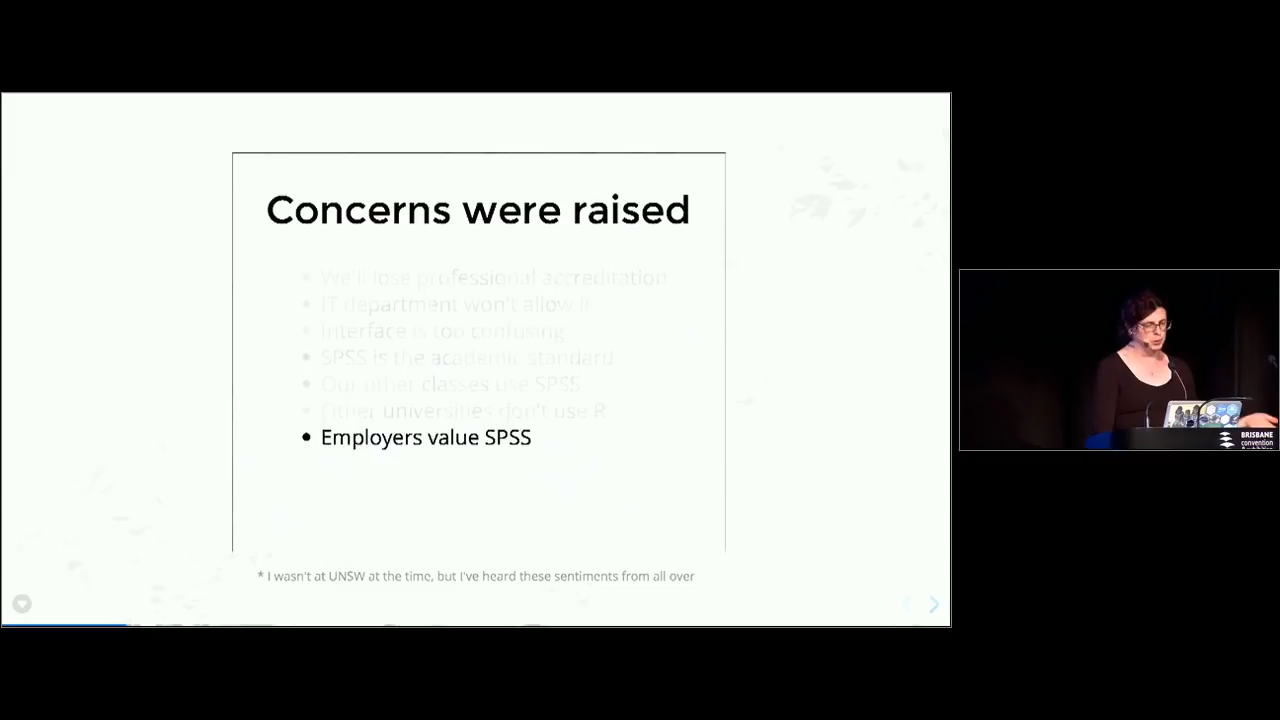 Concerns were raised
We'll lose professional accreditation
IT department won't allow it
Interface is too confusing
SPSS is the academic standard
Our other classes use SPSS
Other universities don't use R
Employers value SPSS
* I wasn't at UNSW at the time, but I've heard these sentiments from all over
BRISBANE
convention